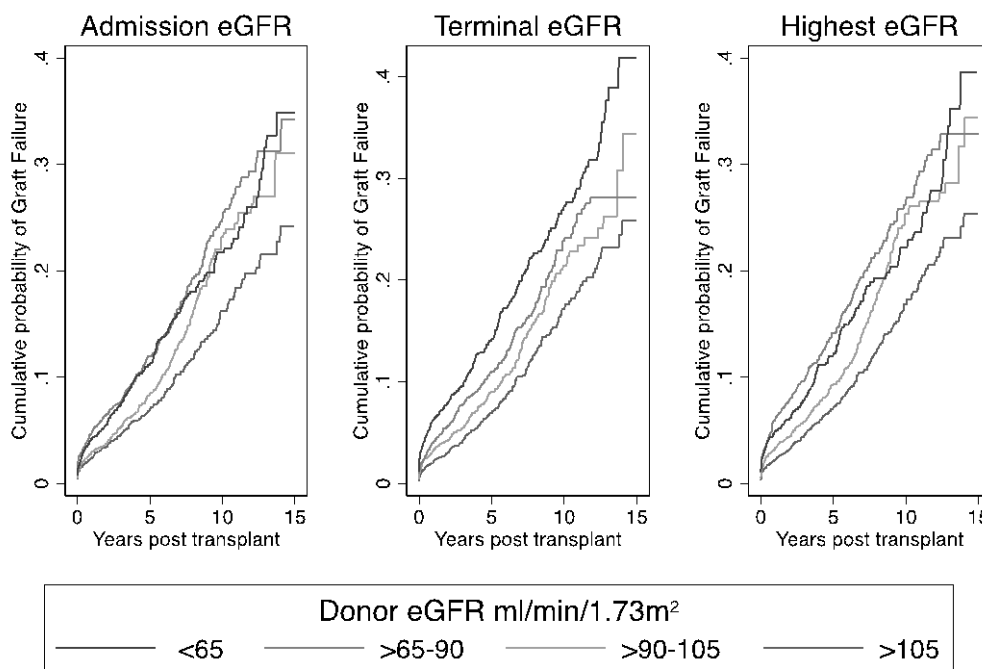 Admission eGFR
Terminal eGFR
Highest eGFR
Cumulative probability of Graft Failure
.4
.3
.2
.1
0
0 5 10 15
Years post transplant
Cumulative probability of Graft Failure
.4
.3
.2
.1
0
0 5 10 15
Years post transplant
Cumulative probability of Graft Failure
.4
.3
.2
.1
0
0 5 10 15
Years post transplant
Donor eGFR ml/min/1.73m²
<65 >65-90 >90-105 >105